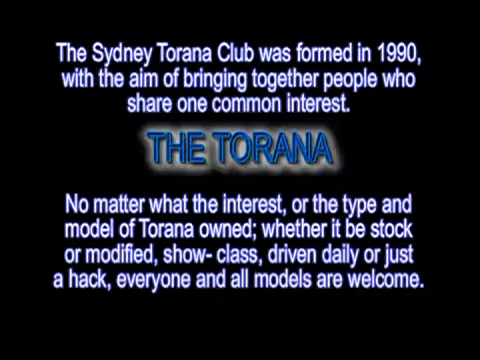 The Sydney Torana Club was formed in 1990,
with the aim of bringing together people who
share one common interest.
THE TORANA
No matter what the interest, or the type and
model of Torana owned; whether it be stock
or modified, show- class, driven daily or just
a hack, everyone and all models are welcome.